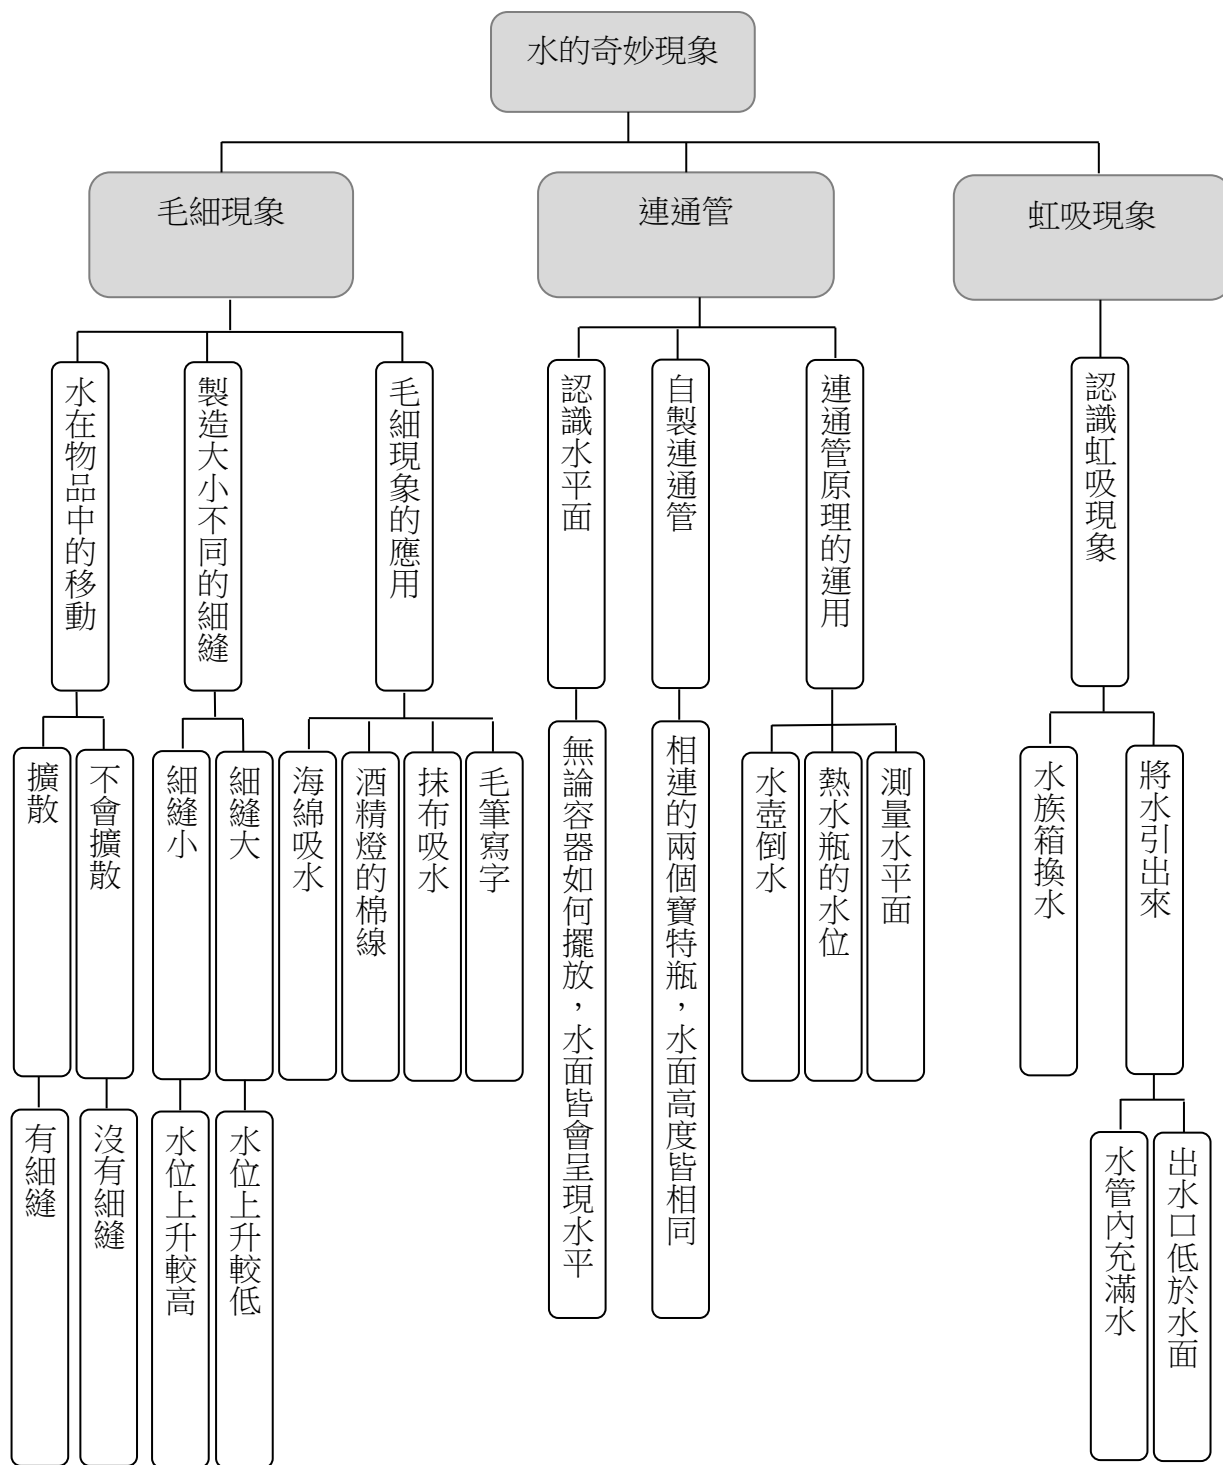 水的奇妙現象
毛細現象
連通管
虹吸現象
水在物品中的移動
製造大小不同的細縫
毛細現象的應用
認識水平面
自製連通管
連通管原理的運用
認識虹吸現象
擴散
不會擴散
細縫小
細縫大
海綿吸水
酒精燈的棉線
抹布吸水
毛筆寫字
無論容器如何擺放，水面皆會呈現水平
相連的兩個寶特瓶，水面高度皆相同
水壺倒水
熱水瓶的水位
測量水平面
水族箱換水
將水引出來
有細縫
沒有細縫
水位上升較高
水位上升較低
水管內充滿水
出水口低於水面